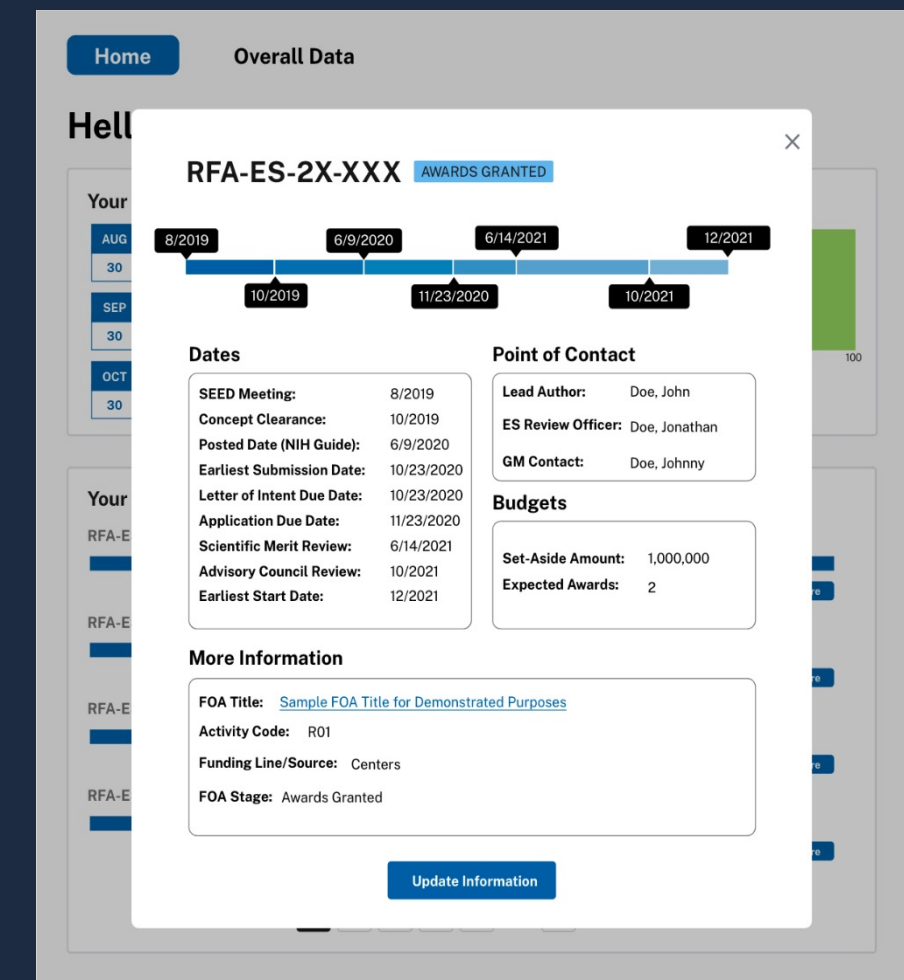 Home Overall Data
Hell
RFA-ES-2X-XXX AWARDS GRANTED
Your
AUG
30
SEP
30
OCT
30
100
8/2019 6/9/2020 6/14/2021 12/2021
10/2019 11/23/2020 10/2021
Dates
SEED Meeting: 8/2019
Concept Clearance: 10/2019
Posted Date (NIH Guide): 6/9/2020
Earliest Submission Date: 10/23/2020
Letter of Intent Due Date: 10/23/2020
Application Due Date: 11/23/2020
Scientific Merit Review: 6/14/2021
Advisory Council Review: 10/2021
Earliest Start Date: 12/2021
Point of Contact
Lead Author: Doe, John
ES Review Officer: Doe, Jonathan
GM Contact: Doe, Johnny
Budgets
Set-Aside Amount: 1,000,000
Expected Awards: 2
Your
RFA-E
re
RFA-E
re
RFA-E
re
RFA-E
re
More Information
FOA Title: Sample FOA Title for Demonstrated Purposes
Activity Code: R01
Funding Line/Source: Centers
FOA Stage: Awards Granted
Update Information